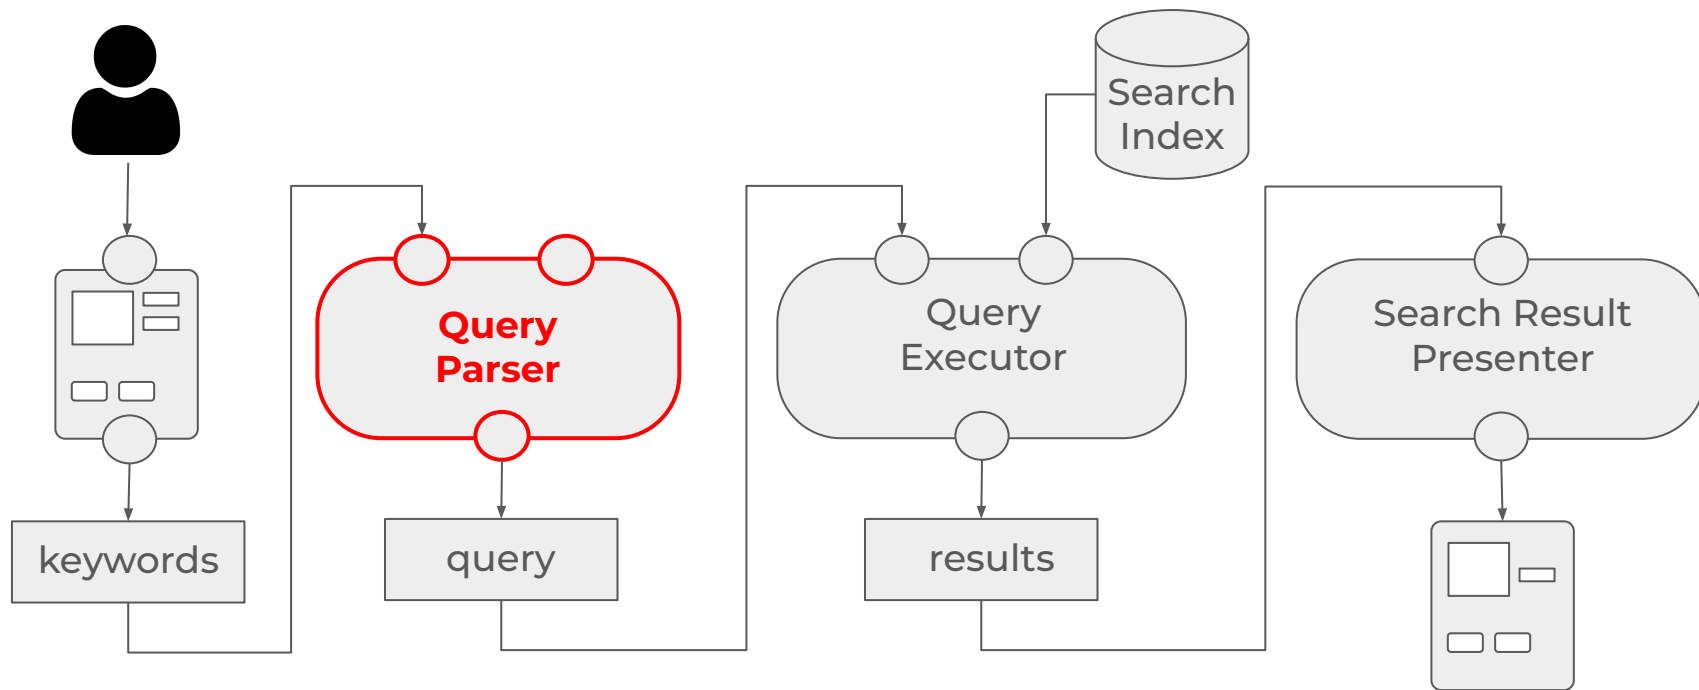 Search
Index
Query
Parser
Query
Executor
Search Result
Presenter
keywords
query
results